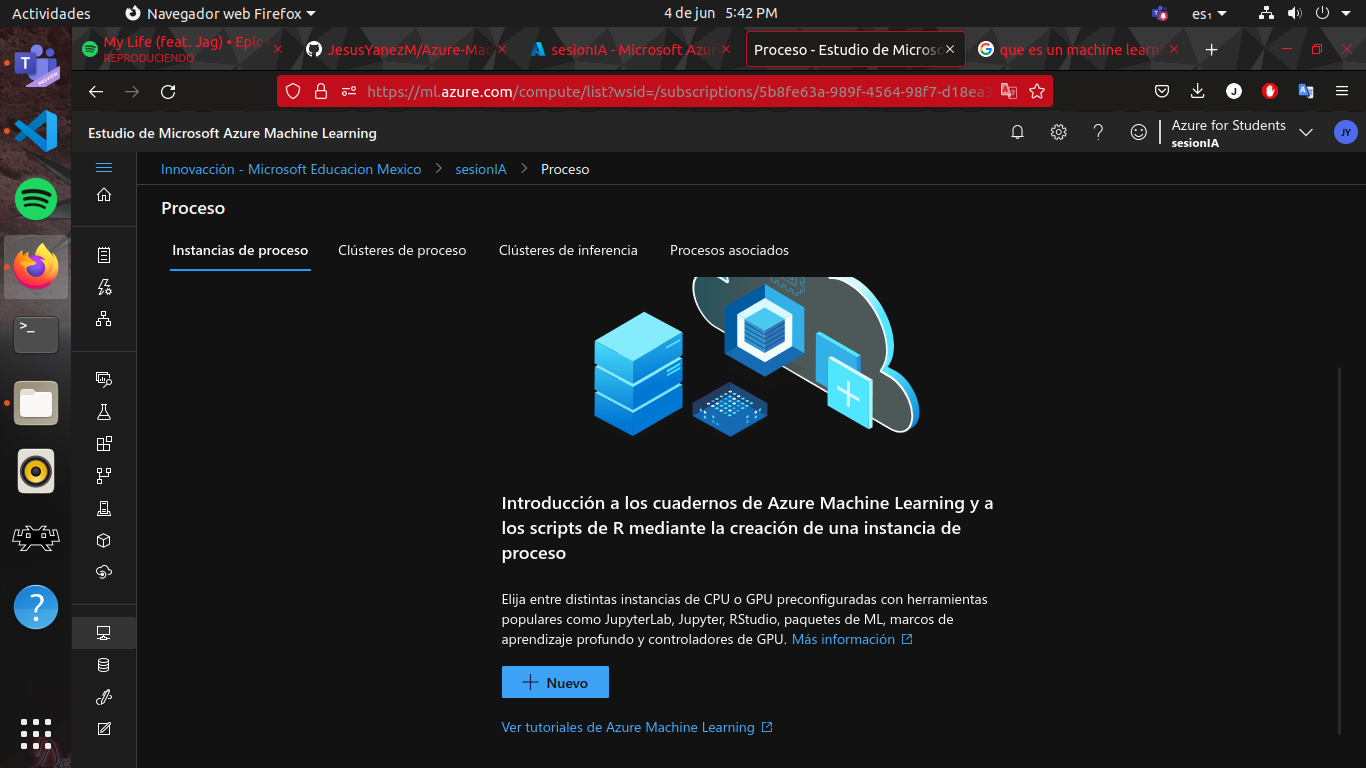 Actividades
Navegador web Firefox
4 de jun 5:42 PM
es₁
My Life (feat. Jag) • Epic
REPRODUCIENDO
JesusYanezM/Azure-Mac
sesionIA - Microsoft Azur
Proceso - Estudio de Microso
que es un machine learni
https://ml.azure.com/compute/list?wsid=/subscriptions/5b8fe63a-989f-4564-98f7-d18ea3
Estudio de Microsoft Azure Machine Learning
Azure for Students
sesionIA
JY
Innovacción - Microsoft Educacion Mexico
sesionIA
Proceso
Proceso
Instancias de proceso
Clústeres de proceso
Clústeres de inferencia
Procesos asociados
Introducción a los cuadernos de Azure Machine Learning y a
los scripts de R mediante la creación de una instancia de
proceso
Elija entre distintas instancias de CPU o GPU preconfiguradas con herramientas
populares como JupyterLab, Jupyter, RStudio, paquetes de ML, marcos de
aprendizaje profundo y controladores de GPU. Más información
Nuevo
Ver tutoriales de Azure Machine Learning